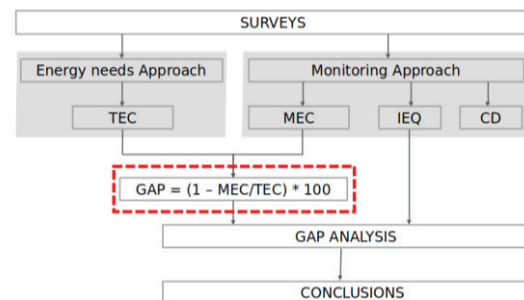 SURVEYS
Energy needs Approach
Monitoring Approach
TEC
MEC
IEQ
CD
GAP = (1 – MEC/TEC) * 100
GAP ANALYSIS
CONCLUSIONS